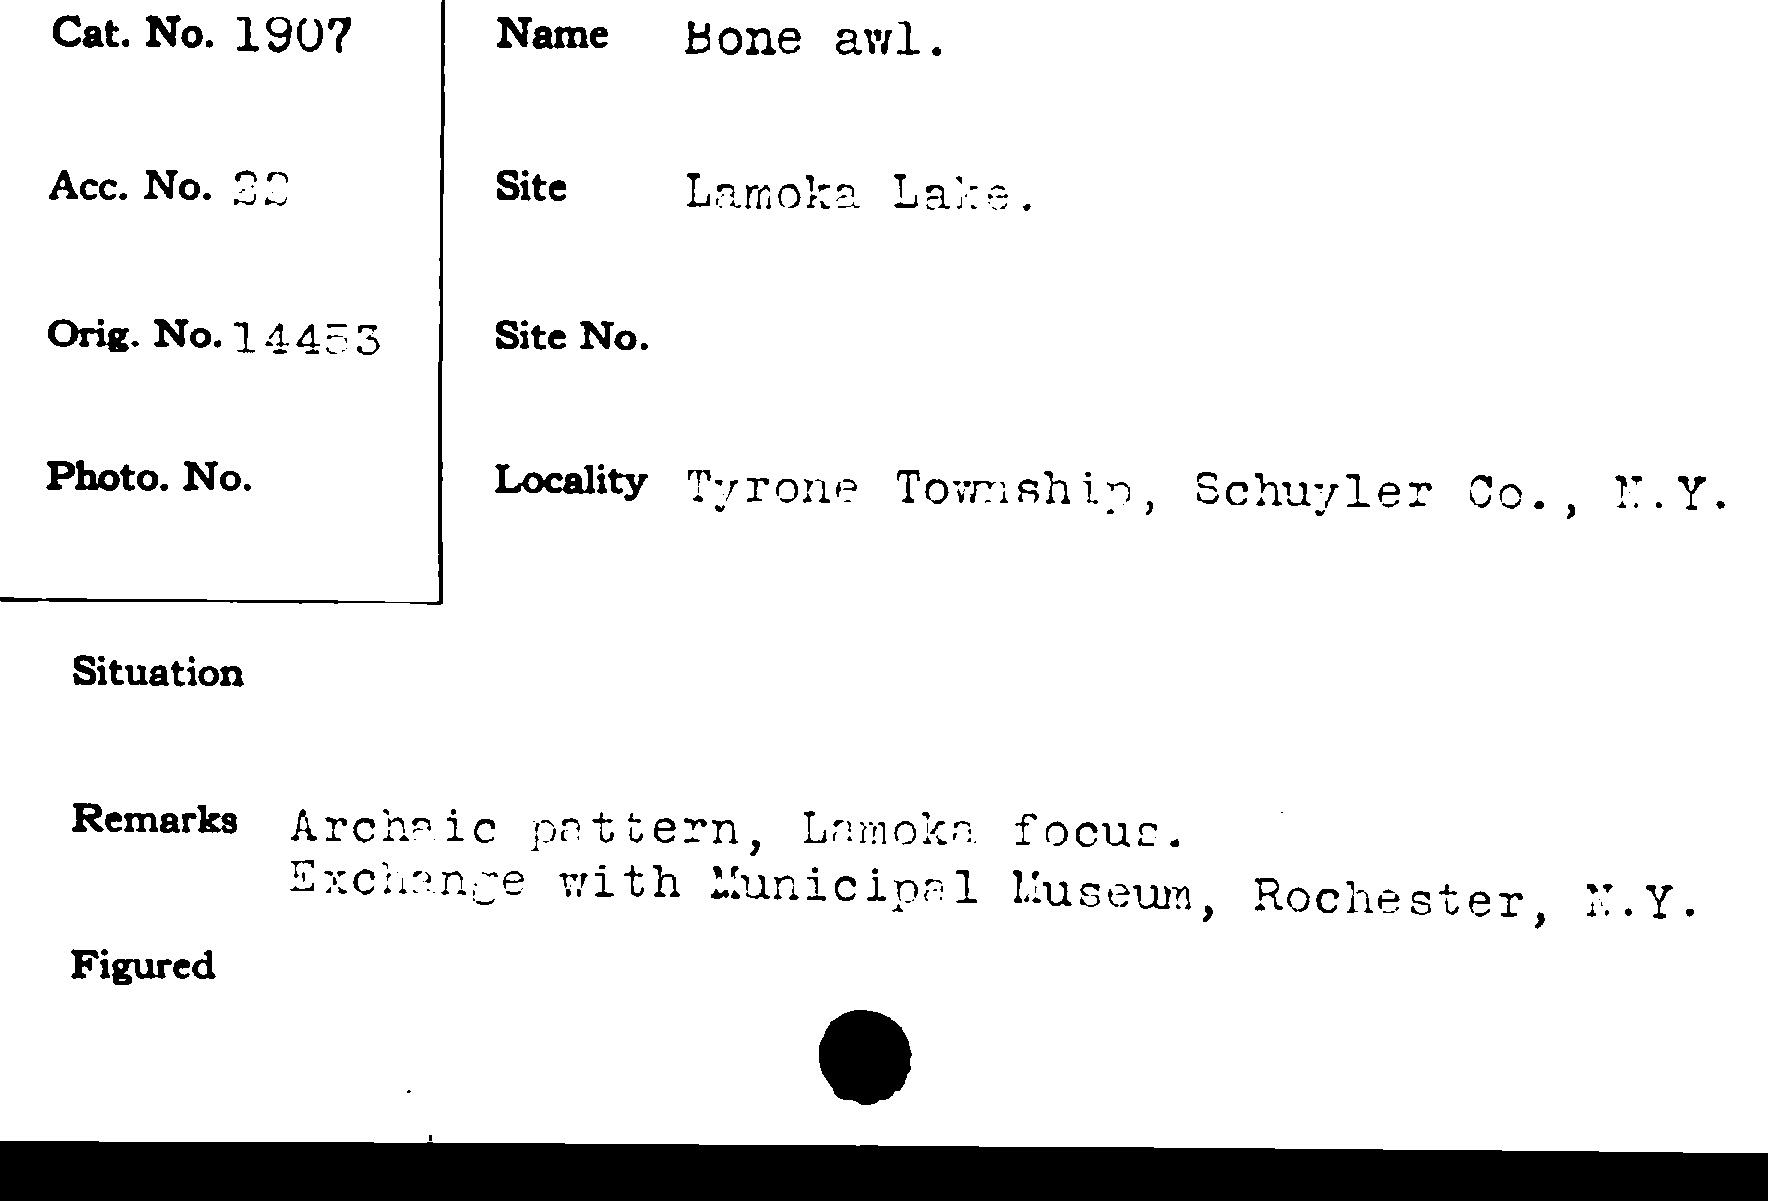 Cat. No. 1907
Name Bone awl.
Acc. No. 22
Site Lamoka Lake.
Orig. No. 14453
Site No.
Photo. No.
Locality Tyrone Township, Schuyler Co., N.Y.
Situation
Remarks Archaic pattern, Lamoka focus.
Exchange with Municipal Museum, Rochester, N.Y.
Figured